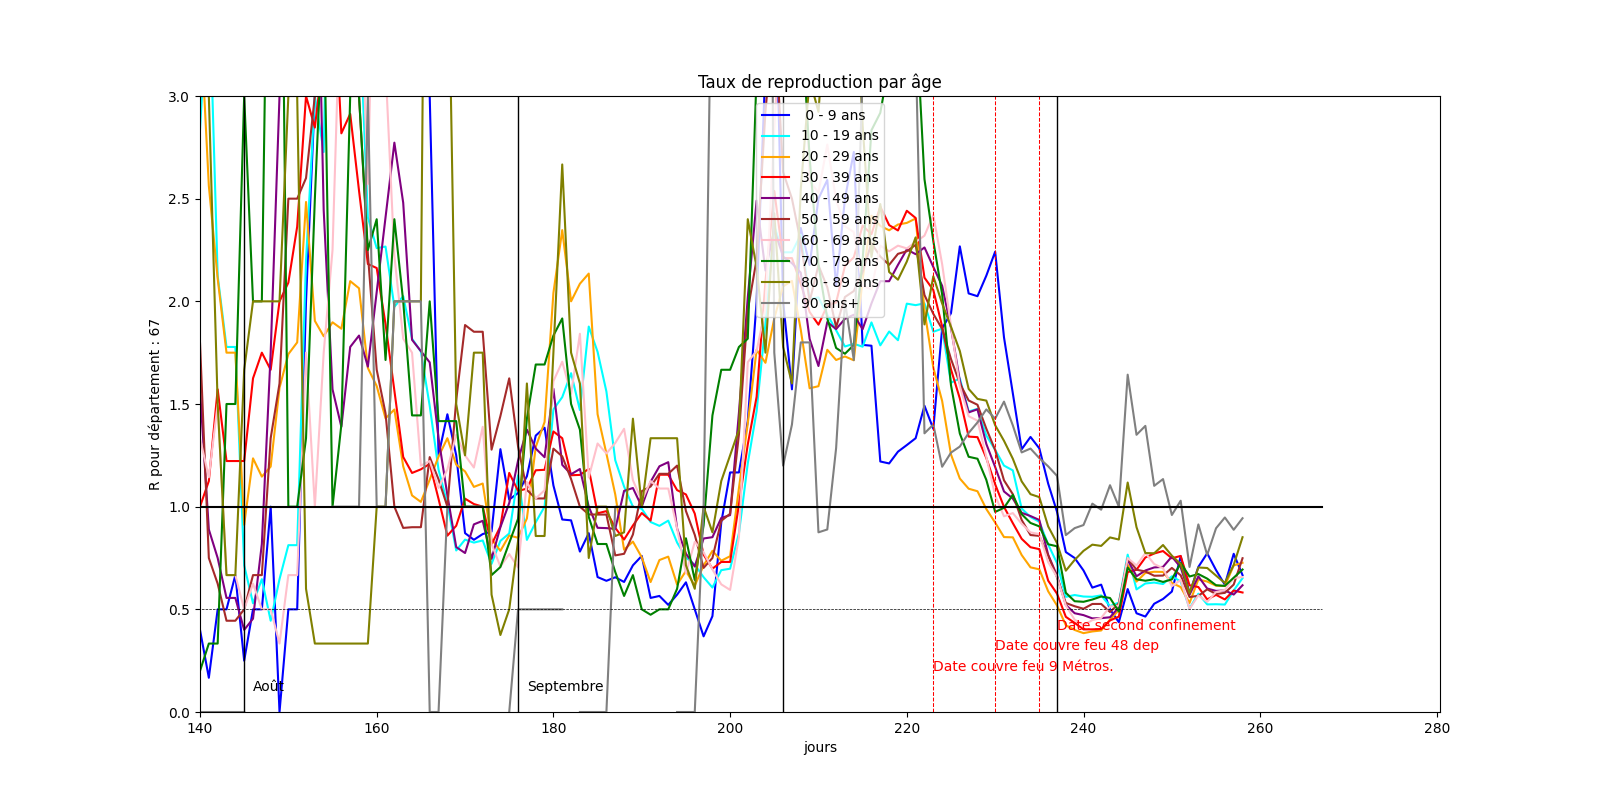 Taux de reproduction par âge
R pour département : 67
3.0
2.5
2.0
1.5
1.0
0.5
0.0
0 - 9 ans
10 - 19 ans
20 - 29 ans
30 - 39 ans
40 - 49 ans
50 - 59 ans
60 - 69 ans
70 - 79 ans
80 - 89 ans
90 ans+
Date second confinement
Date couvre feu 48 dep
Date couvre feu 9 Métros.
Août
Septembre
140
160
180
200
220
240
260
280
jours